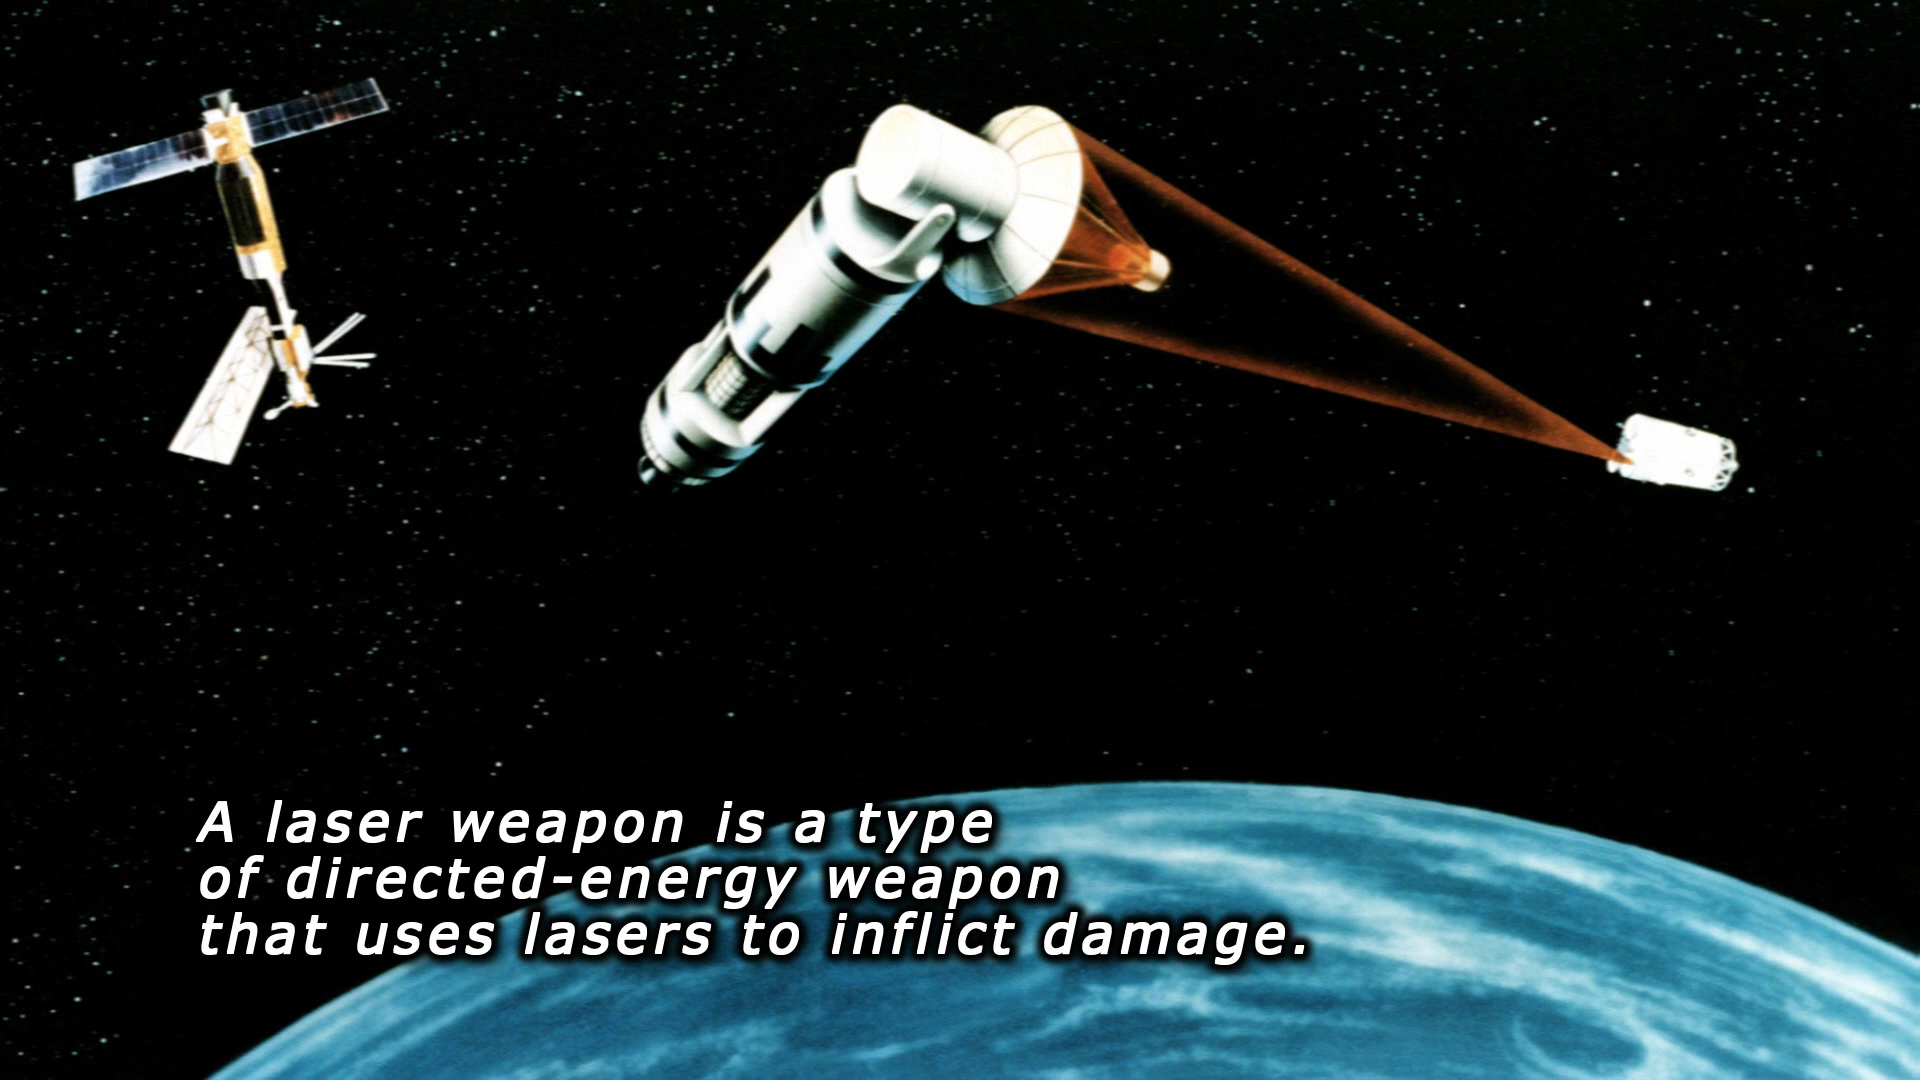 A laser weapon is a type
of directed-energy weapon
that uses lasers to inflict damage.